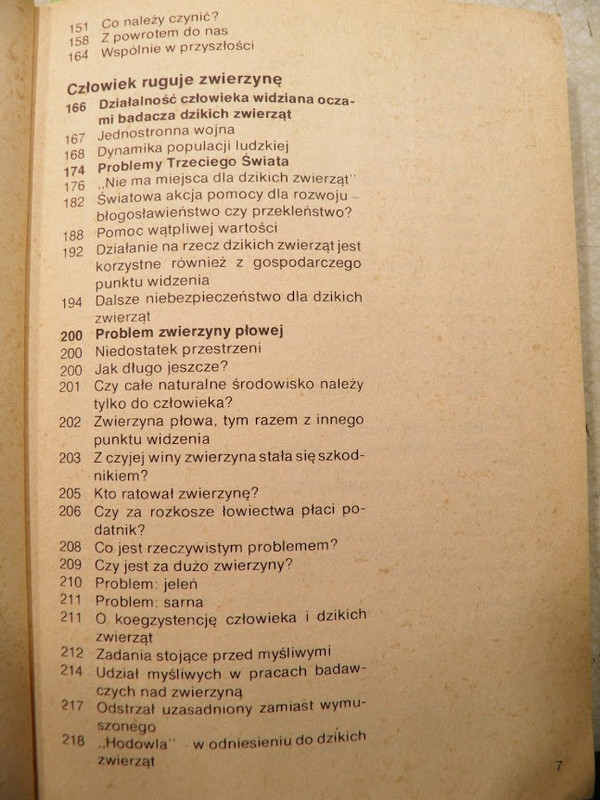 151 Co należy czynić?
158 Z powrotem do nas
164 Wspólnie w przyszłości
Człowiek ruguje zwierzynę
166 Działalność człowieka widziana ocza-
mi badacza dzikich zwierząt
167 Jednostronna wojna
168 Dynamika populacji ludzkiej
174 Problemy Trzeciego Świata
176 „Nie ma miejsca dla dzikich zwierząt"
182 Światowa akcja pomocy dla rozwoju –
błogosławieństwo czy przekleństwo?
188 Pomoc wątpliwej wartości
192 Działanie na rzecz dzikich zwierząt jest
korzystne również z gospodarczego
punktu widzenia
194 Dalsze niebezpieczeństwo dla dzikich
zwierząt
200 Problem zwierzyny płowej
200 Niedostatek przestrzeni
200 Jak długo jeszcze?
201 Czy całe naturalne środowisko należy
tylko do człowieka?
202 Zwierzyna płowa, tym razem z innego
punktu widzenia
203 Z czyjej winy zwierzyna stała się szkod-
nikiem?
205 Kto ratował zwierzynę?
206 Czy za rozkosze łowiectwa płaci po-
datnik?
208 Co jest rzeczywistym problemem?
209 Czy jest za dużo zwierzyny?
210 Problem: jeleń
211 Problem: sarna
211 O koegzystencję człowieka i dzikich
zwierząt
212 Zadania stojące przed myśliwymi
214 Udział myśliwych w pracach badaw-
czych nad zwierzyną
217 Odstrzał uzasadniony zamiast wymu-
szonego
218 „Hodowla" - w odniesieniu do dzikich
zwierząt
7